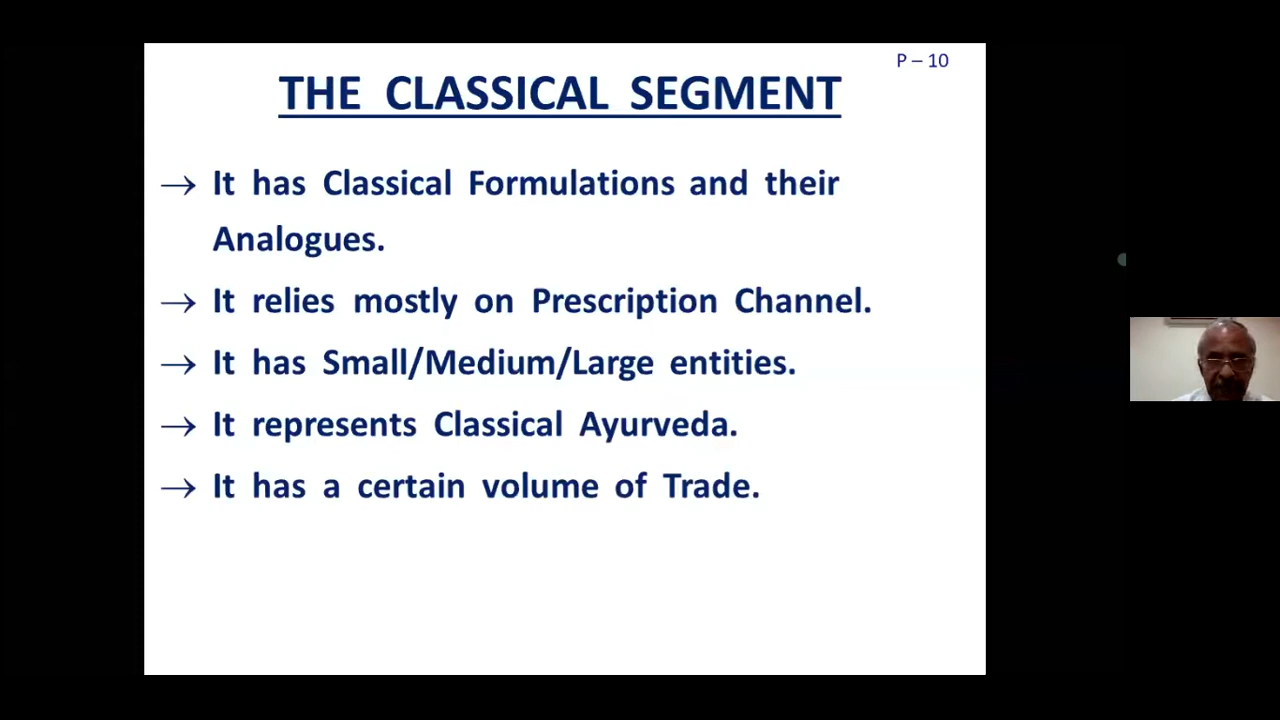 P – 10
THE CLASSICAL SEGMENT
→ It has Classical Formulations and their
Analogues.
→ It relies mostly on Prescription Channel.
→ It has Small/Medium/Large entities.
→ It represents Classical Ayurveda.
→ It has a certain volume of Trade.